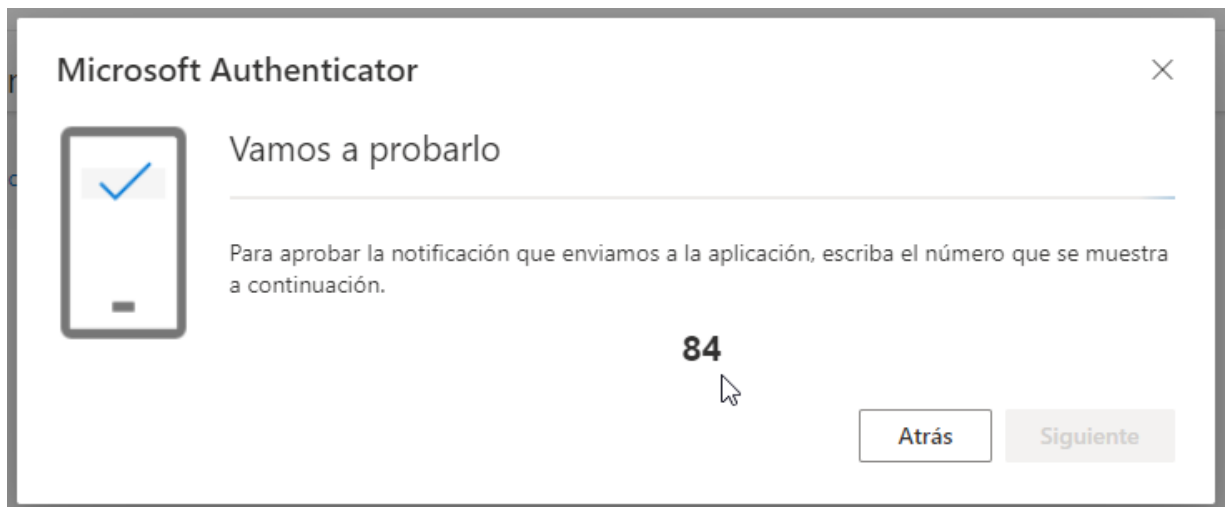 Microsoft Authenticator
Vamos a probarlo
Para aprobar la notificación que enviamos a la aplicación, escriba el número que se muestra
a continuación.
84
Atrás
Siguiente